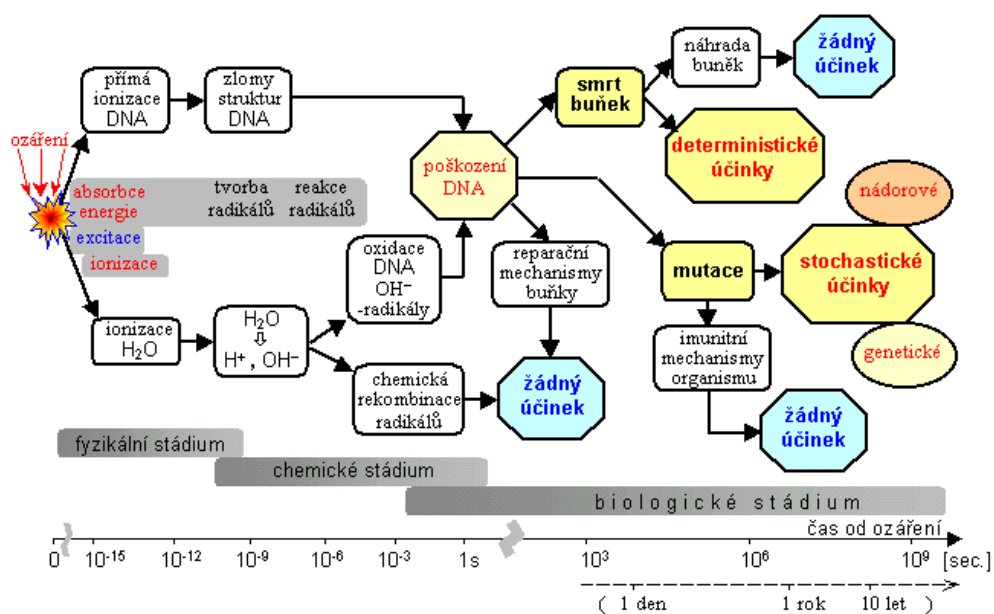 ozáření
přímá
ionizace
DNA
zlomy
struktur
DNA
absorbce
energie
tvorba
radikálů
reakce
radikálů
excitace
ionizace
ionizace
H₂O
H₂O
⇩
H⁺, OH⁻
oxidace
DNA
OH⁻
-radikály
chemická
rekombinace
radikálů
poškození
DNA
reparační
mechanismy
buňky
žádný
účinek
smrt
buňek
náhrada
buněk
žádný
účinek
deterministické
účinky
mutace
stochastické
účinky
nádorové
genetické
imunitní
mechanismy
organismu
žádný
účinek
fyzikální stádium
chemické stádium
biologické stádium
čas od ozáření
0 10⁻¹⁵ 10⁻¹² 10⁻⁹ 10⁻⁶ 10⁻³ 1s 10³ 10⁶ 10⁹ [sec.]
( 1 den 1 rok 10 let )